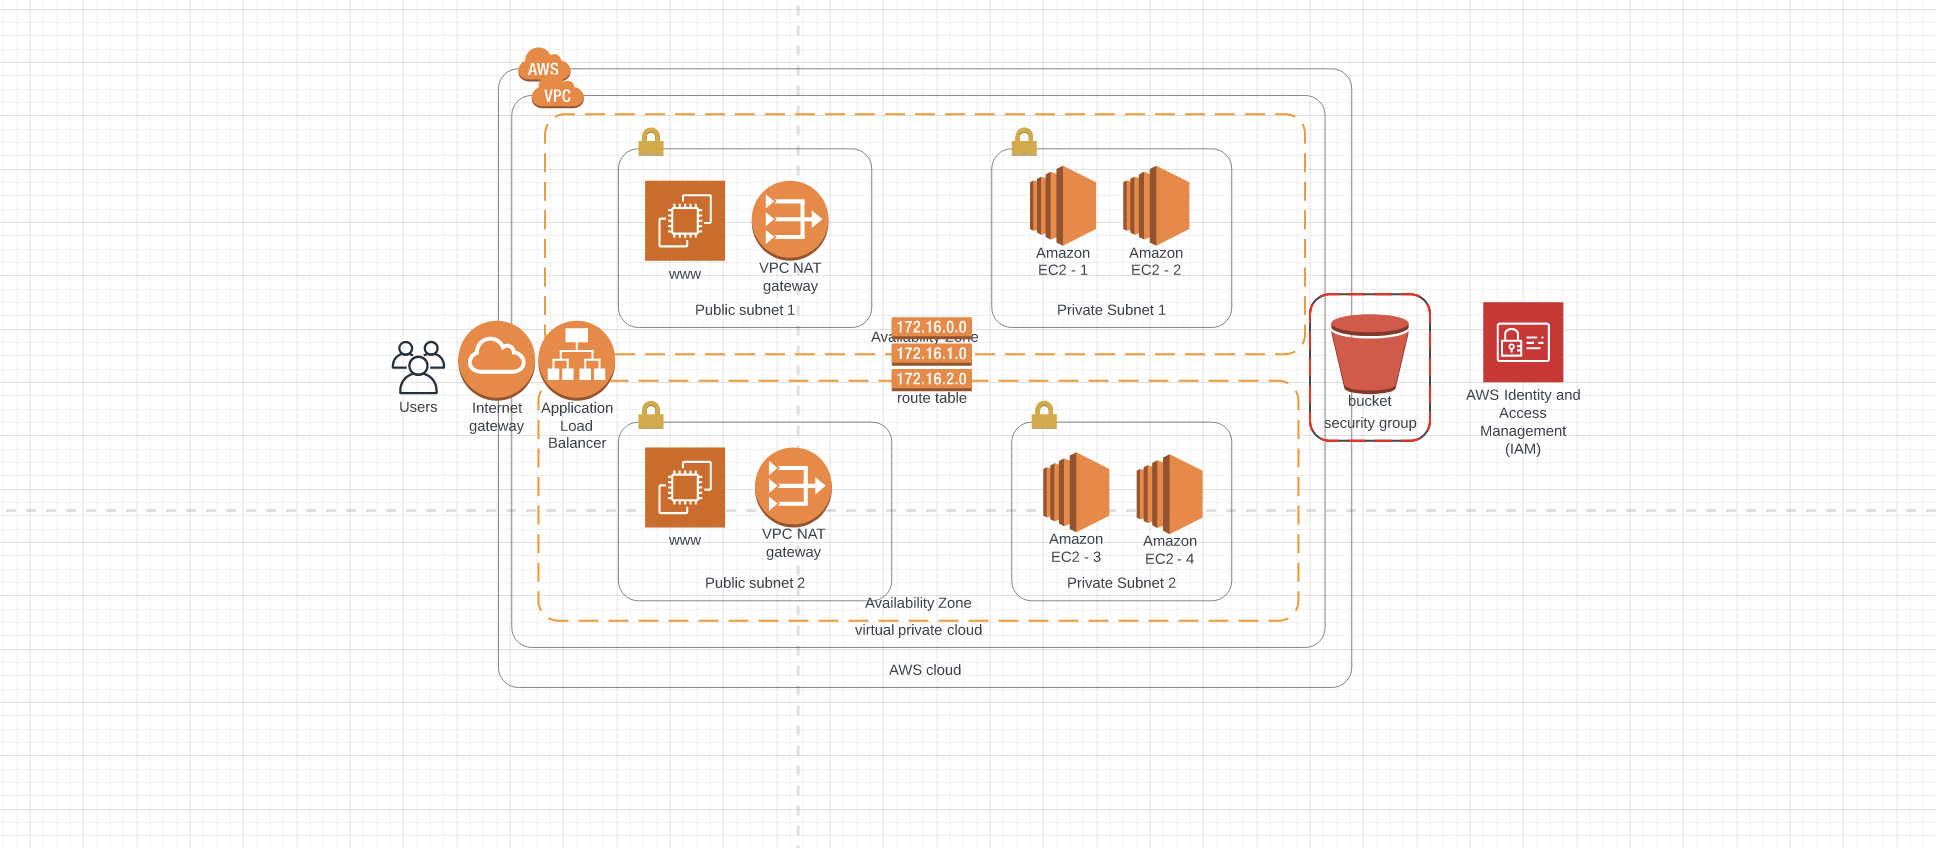 AWS
VPC
www
VPC NAT
gateway
Public subnet 1
Amazon
EC2 - 1
Amazon
EC2 - 2
Private Subnet 1
Availability Zone
172.16.0.0
172.16.1.0
172.16.2.0
route table
Users
Internet
gateway
Application
Load
Balancer
bucket
security group
AWS Identity and
Access
Management
(IAM)
www
VPC NAT
gateway
Public subnet 2
Amazon
EC2 - 3
Amazon
EC2 - 4
Private Subnet 2
Availability Zone
virtual private cloud
AWS cloud